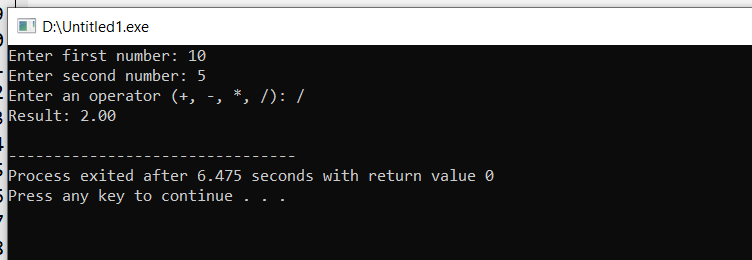 D:\Untitled1.exe
Enter first number: 10
Enter second number: 5
Enter an operator (+, -, *, /): /
Result: 2.00
--------------------------------
Process exited after 6.475 seconds with return value 0
Press any key to continue . . .